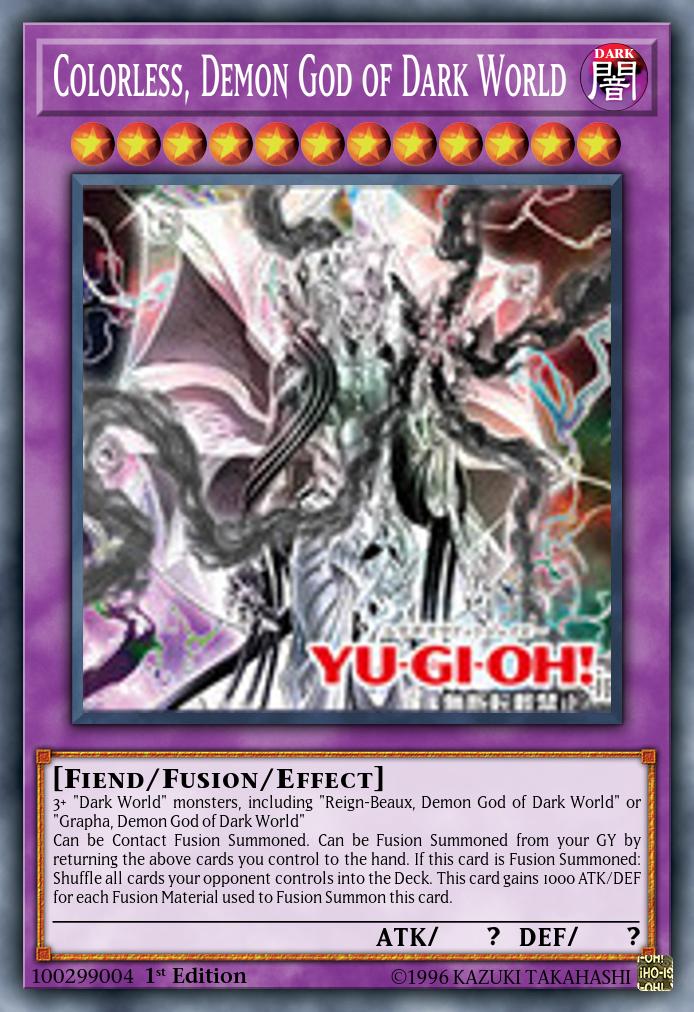 Colorless, Demon God of Dark World
DARK
闇
YU-GI-OH!
[Fiend/Fusion/Effect]
3+ "Dark World" monsters, including "Reign-Beaux, Demon God of Dark World" or
"Grapha, Demon God of Dark World"
Can be Contact Fusion Summoned. Can be Fusion Summoned from your GY by
returning the above cards you control to the hand. If this card is Fusion Summoned:
Shuffle all cards your opponent controls into the Deck. This card gains 1000 ATK/DEF
for each Fusion Material used to Fusion Summon this card.
ATK/ ? DEF/ ?
100299004 1st Edition ©1996 KAZUKI TAKAHASHI